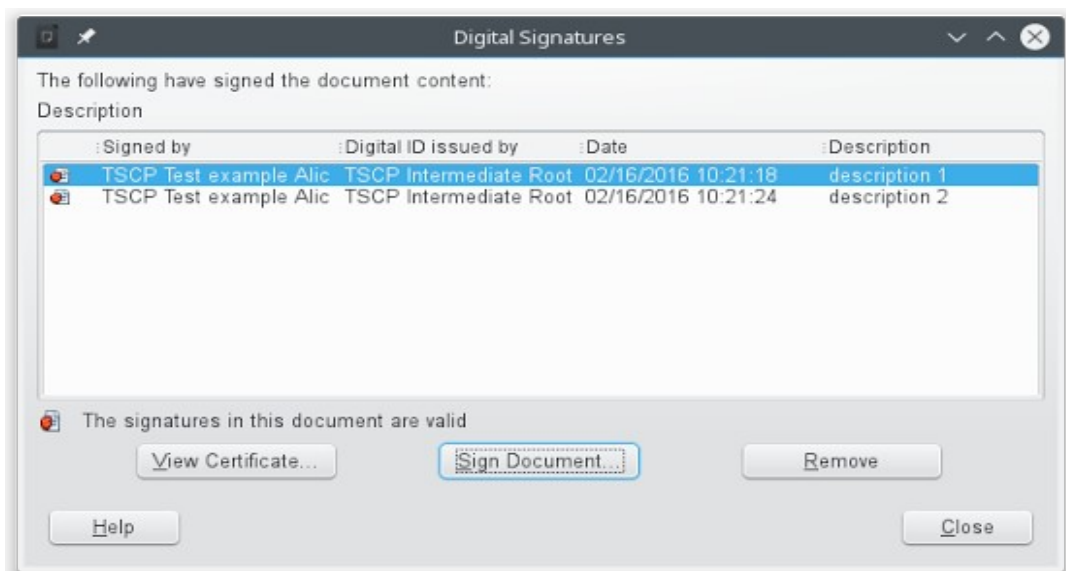 Digital Signatures
The following have signed the document content:
Description
Signed by Digital ID issued by Date Description
TSCP Test example Alic TSCP Intermediate Root 02/16/2016 10:21:18 description 1
TSCP Test example Alic TSCP Intermediate Root 02/16/2016 10:21:24 description 2
The signatures in this document are valid
View Certificate... Sign Document... Remove
Help Close